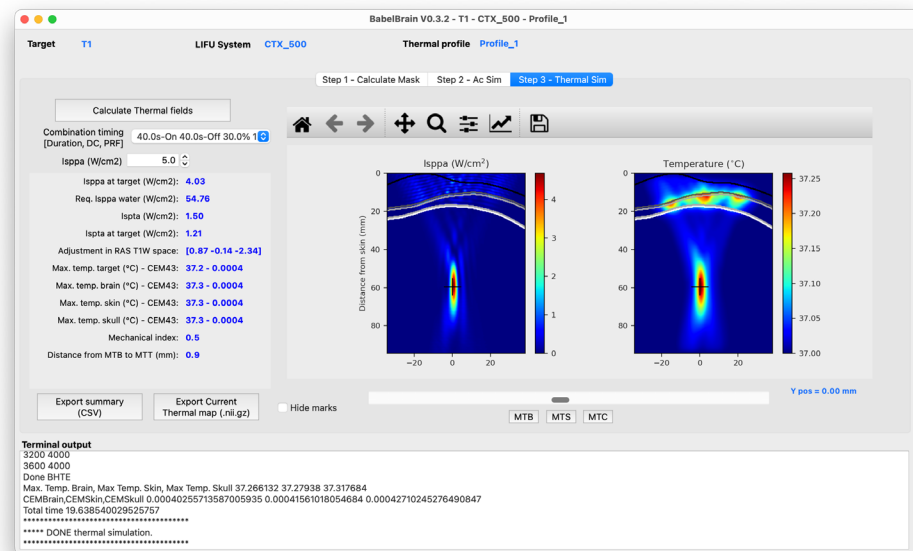 BabelBrain V0.3.2 - T1 - CTX_500 - Profile_1
Target T1 LIFU System CTX_500 Thermal profile Profile_1
Step 1 - Calculate Mask Step 2 - Ac Sim Step 3 - Thermal Sim
Calculate Thermal fields
Combination timing
[Duration, DC, PRF]
40.0s-On 40.0s-Off 30.0% 1
Isppa (W/cm2) 5.0
Isppa at target (W/cm2): 4.03
Req. Isppa water (W/cm2): 54.76
Ispta (W/cm2): 1.50
Ispta at target (W/cm2): 1.21
Adjustment in RAS T1W space: [0.87 -0.14 -2.34]
Max. temp. target (°C) - CEM43: 37.2 - 0.0004
Max. temp. brain (°C) - CEM43: 37.3 - 0.0004
Max. temp. skin (°C) - CEM43: 37.3 - 0.0004
Max. temp. skull (°C) - CEM43: 37.3 - 0.0004
Mechanical index: 0.5
Distance from MTB to MTT (mm): 0.9
Export summary
(CSV)
Export Current
Thermal map (.nii.gz)
Isppa (W/cm²)
Distance from skin (mm)
0
20
40
60
80
-20 0 20
4
3
2
1
0
Temperature (°C)
0
20
40
60
80
-20 0 20
37.25
37.20
37.15
37.10
37.05
37.00
Y pos = 0.00 mm
Hide marks
MTB MTS MTC
Terminal output
3200 4000
3600 4000
Done BHTE
Max. Temp. Brain, Max Temp. Skin, Max Temp. Skull 37.266132 37.27938 37.317684
CEMBrain,CEMSkin,CEMSkull 0.00040255713587005935 0.00041561018054684 0.00042710245276490847
Total time 19.638540029525757
****************************************
***** DONE thermal simulation.
****************************************